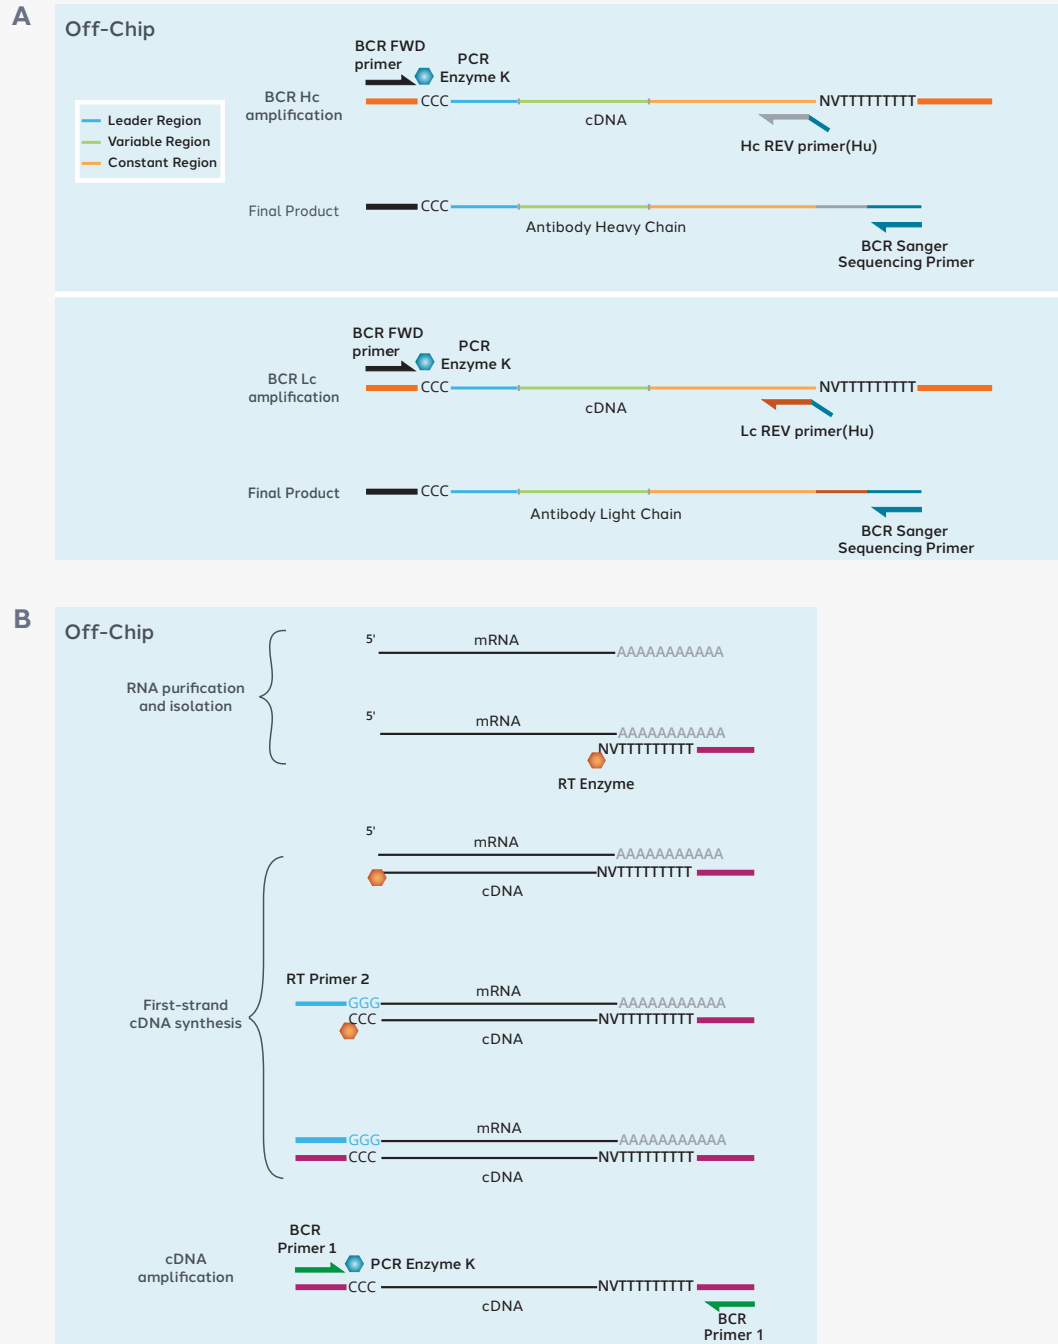 A
Off-Chip
BCR FWD
primer
PCR
Enzyme K
BCR Hc
amplification
CCC
NVTTTTTTTTT
cDNA
Hc REV primer(Hu)
Leader Region
Variable Region
Constant Region
Final Product
CCC
Antibody Heavy Chain
BCR Sanger
Sequencing Primer
BCR FWD
primer
PCR
Enzyme K
BCR Lc
amplification
CCC
NVTTTTTTTTT
cDNA
Lc REV primer(Hu)
Final Product
CCC
Antibody Light Chain
BCR Sanger
Sequencing Primer
B
Off-Chip
RNA purification
and isolation
5'
mRNA
AAAAAAAAAAA
5'
mRNA
AAAAAAAAAAA
NVTTTTTTTTT
RT Enzyme
First-strand
cDNA synthesis
5'
mRNA
AAAAAAAAAAA
NVTTTTTTTTT
cDNA
RT Primer 2
GGG
mRNA
AAAAAAAAAAA
CCC
NVTTTTTTTTT
cDNA
GGG
mRNA
AAAAAAAAAAA
CCC
NVTTTTTTTTT
cDNA
cDNA
amplification
BCR
Primer 1
PCR Enzyme K
CCC
NVTTTTTTTTT
cDNA
BCR
Primer 1